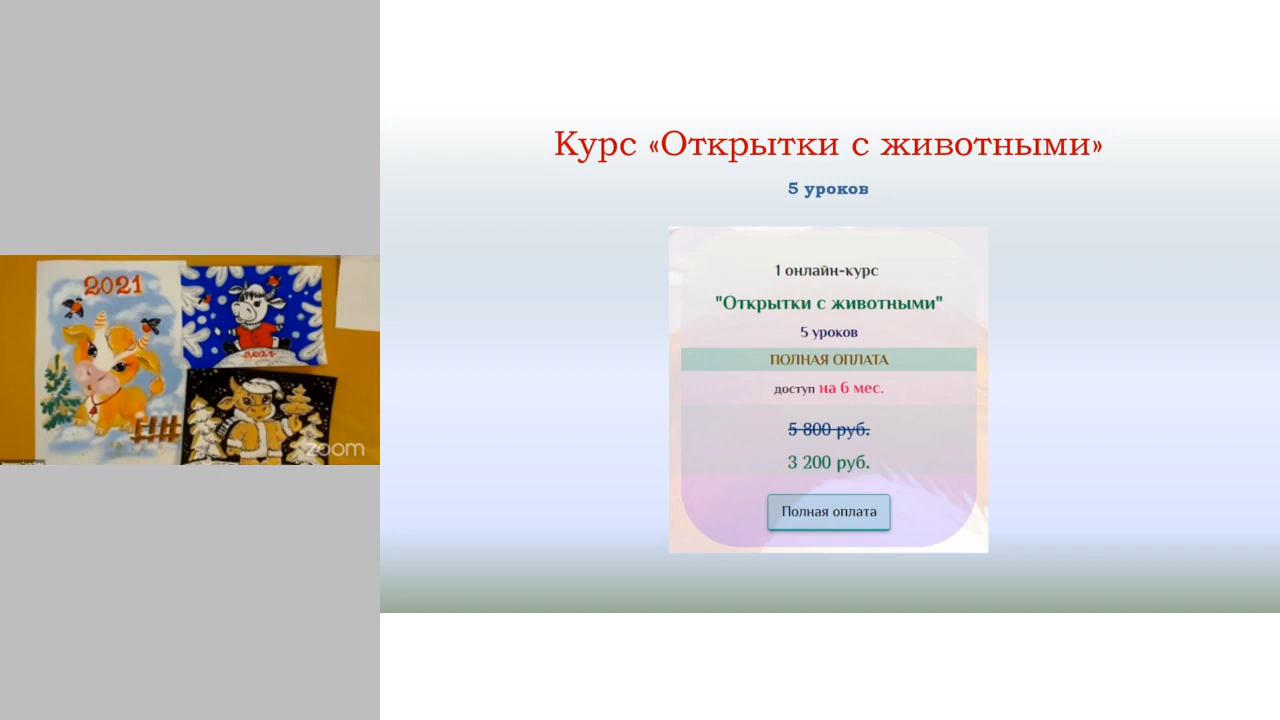 2021
2021
zoom
Курс «Открытки с животными»
5 уроков
1 онлайн-курс
"Открытки с животными"
5 уроков
ПОЛНАЯ ОПЛАТА
доступ на 6 мес.
5 800 руб.
3 200 руб.
Полная оплата